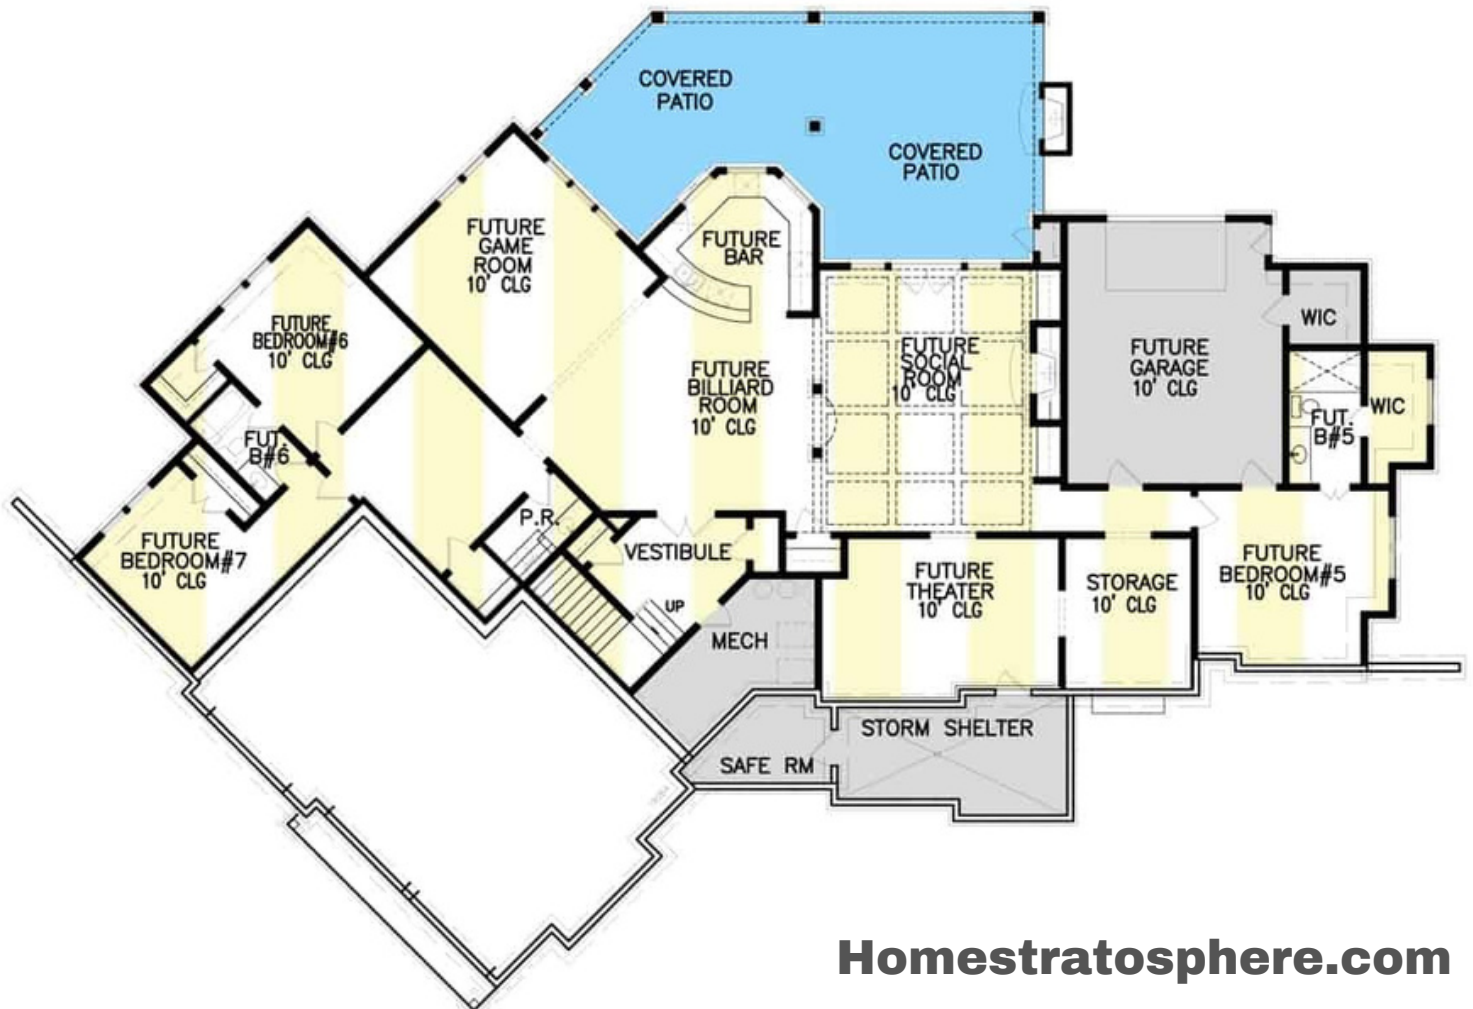 COVERED
PATIO
COVERED
PATIO
FUTURE
GAME
ROOM
10' CLG
FUTURE
BAR
FUTURE
BEDROOM#6
10' CLG
FUTURE
BILLIARD
ROOM
10' CLG
FUTURE
SOCIAL
ROOM
10' CLG
FUTURE
GARAGE
10' CLG
WIC
WIC
FUT.
B#5
FUT.
B#6
P.R.
FUTURE
BEDROOM#7
10' CLG
VESTIBULE
UP
MECH
FUTURE
THEATER
10' CLG
STORAGE
10' CLG
FUTURE
BEDROOM#5
10' CLG
STORM SHELTER
SAFE RM
Homestratosphere.com